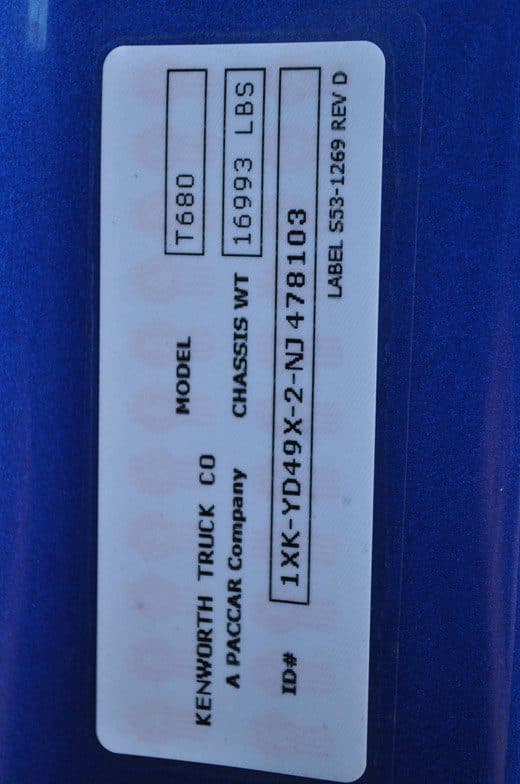 KENWORTH TRUCK CO MODEL T680
A PACCAR Company CHASSIS WT 16993 LBS
ID# 1XK-YD49X-2-NJ478103
LABEL S53-1269 REV D